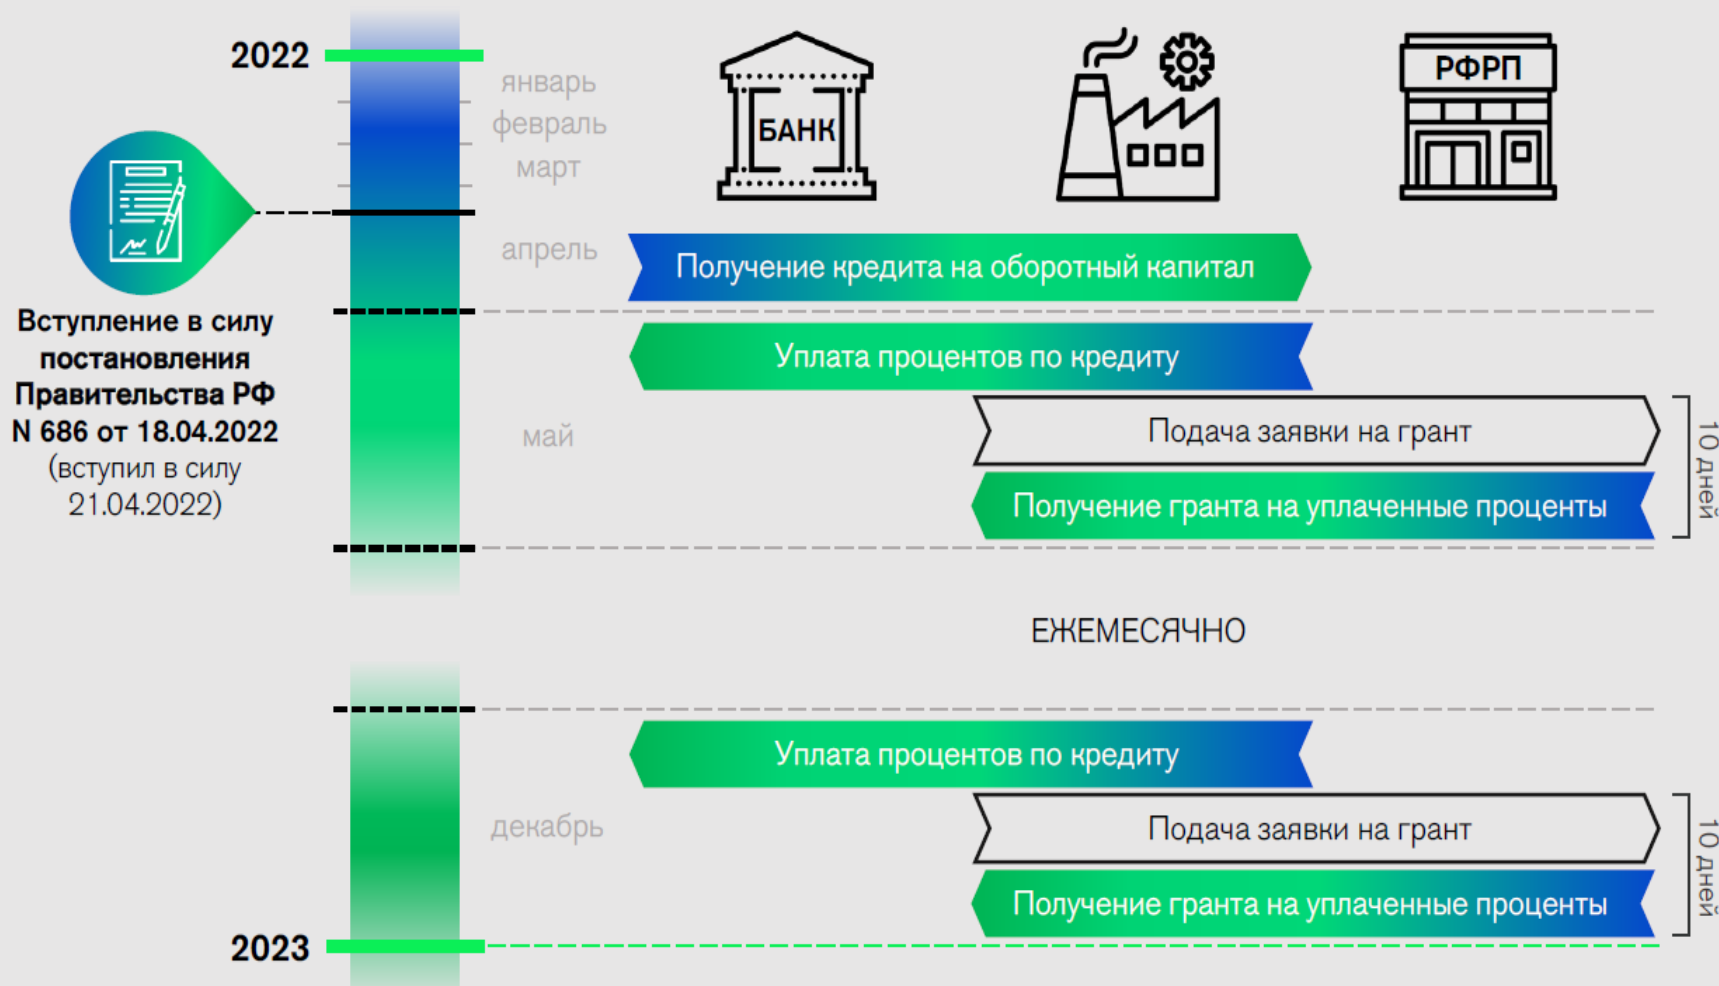 2022
январь
февраль
март
апрель
БАНК
РФРП
Вступление в силу
постановления
Правительства РФ
N 686 от 18.04.2022
(вступил в силу
21.04.2022)
Получение кредита на оборотный капитал
Уплата процентов по кредиту
май
Подача заявки на грант
Получение гранта на уплаченные проценты
10 дней
ЕЖЕМЕСЯЧНО
Уплата процентов по кредиту
декабрь
Подача заявки на грант
Получение гранта на уплаченные проценты
10 дней
2023